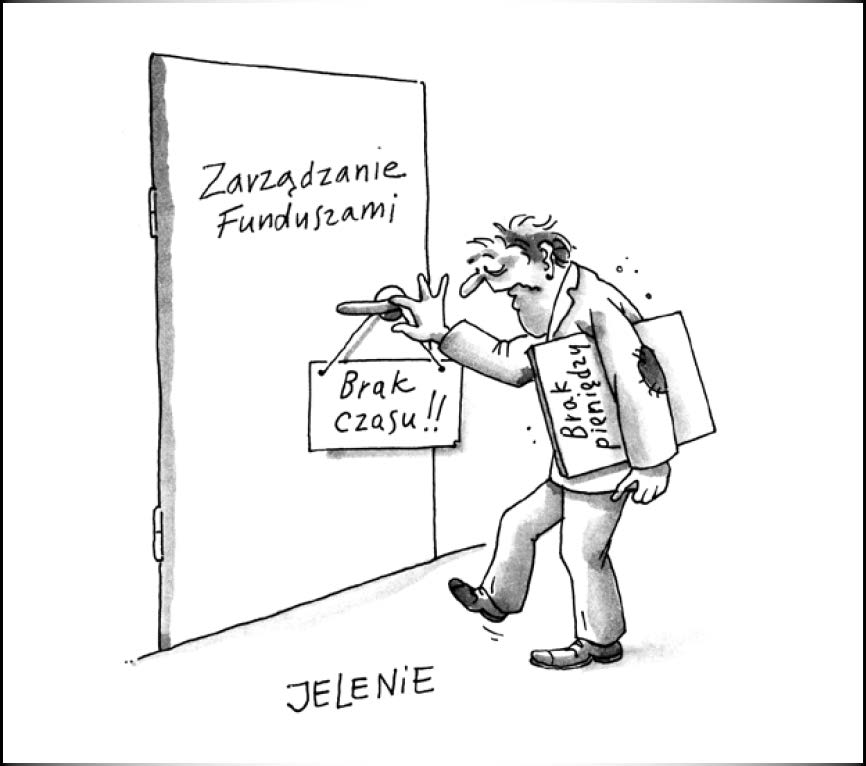 Zarządzanie
Funduszami
Brak
czasu!!
Brak
pieniędzy
JELENiE